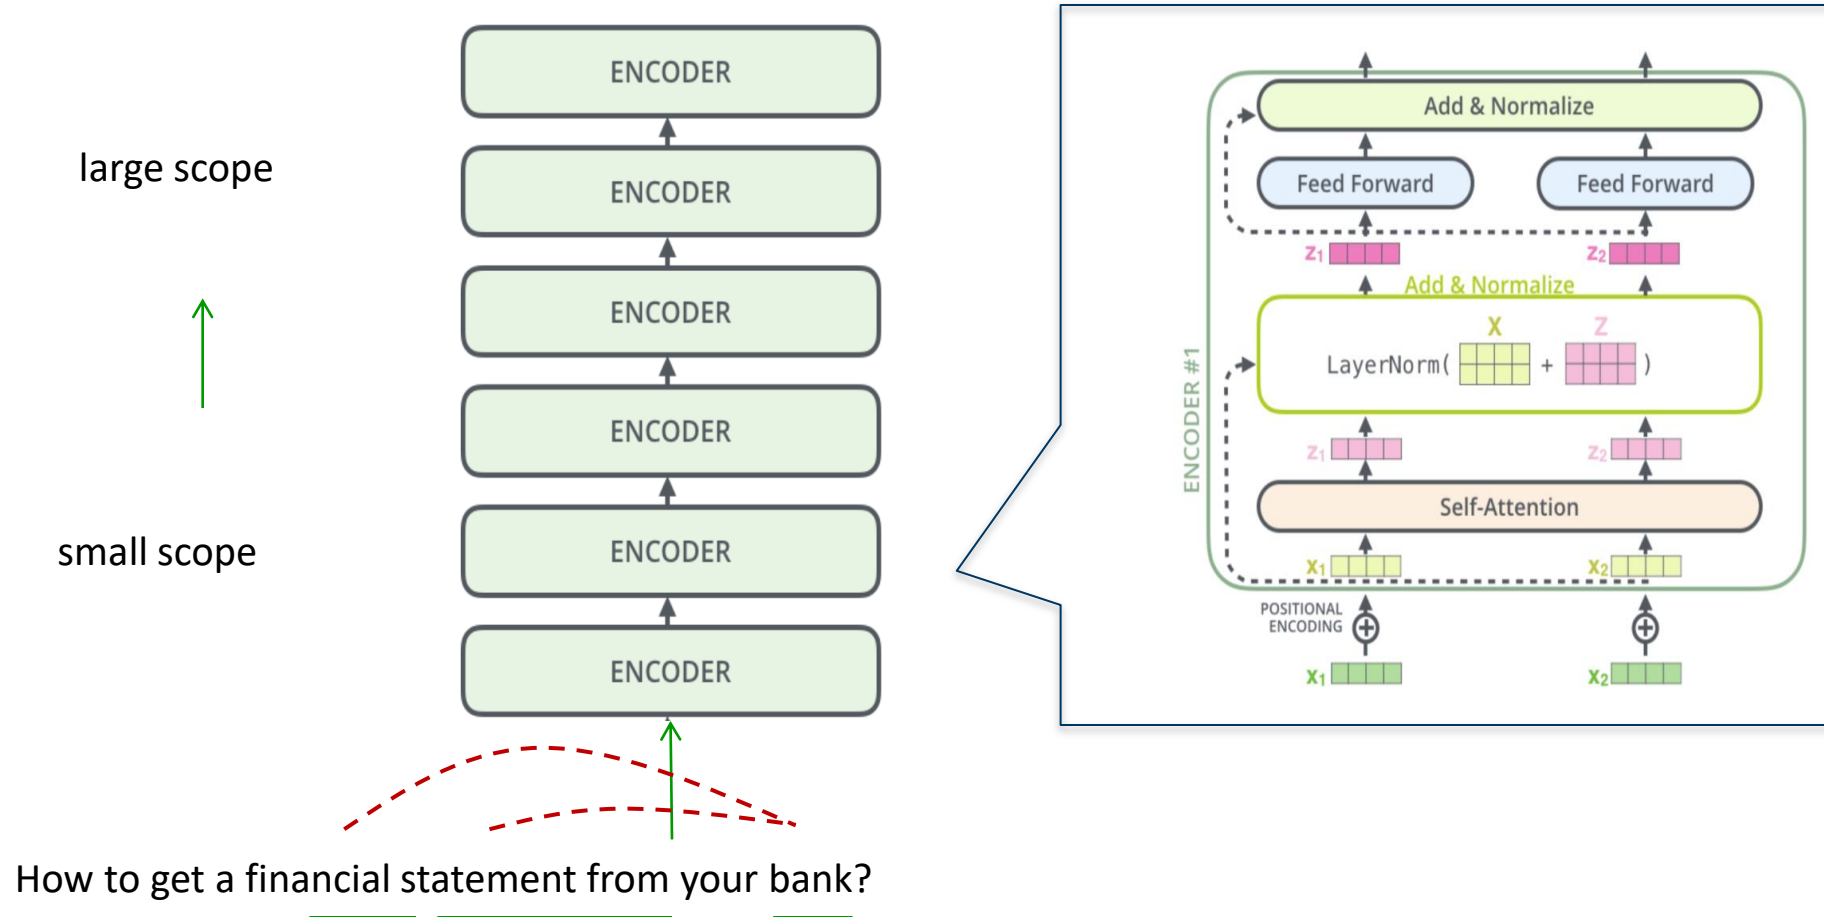 ENCODER
ENCODER
ENCODER
ENCODER
ENCODER
ENCODER
large scope
small scope
How to get a financial statement from your bank?
ENCODER #1
Add & Normalize
Feed Forward Feed Forward
z1 z2
Add & Normalize
X Z
LayerNorm( + )
z1 z2
Self-Attention
x1 x2
POSITIONAL
ENCODING
x1 x2